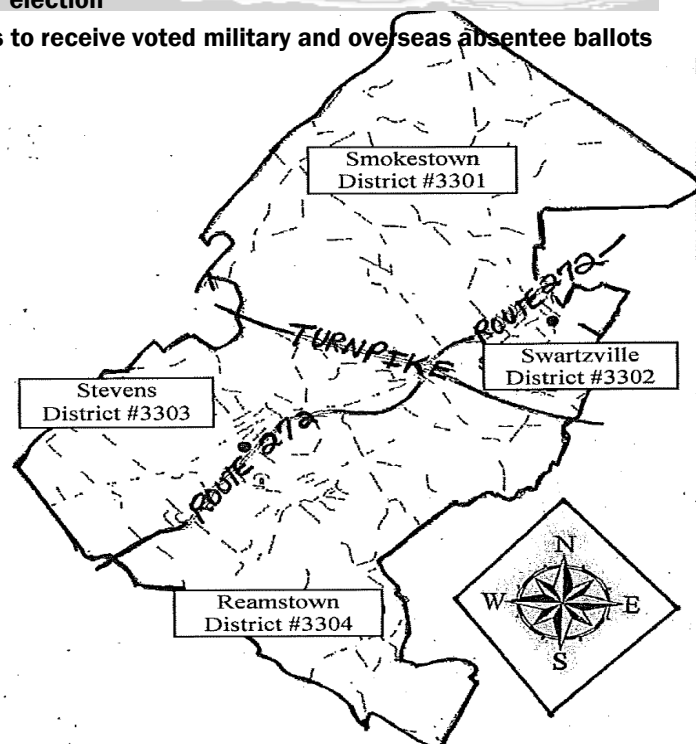 election
s to receive voted military and overseas absentee ballots
Smokestown
District #3301
ROUTE 272
TURNPIKE
Swartzville
District #3302
Stevens
District #3303
ROUTE 272
Reamstown
District #3304
N
W E
S